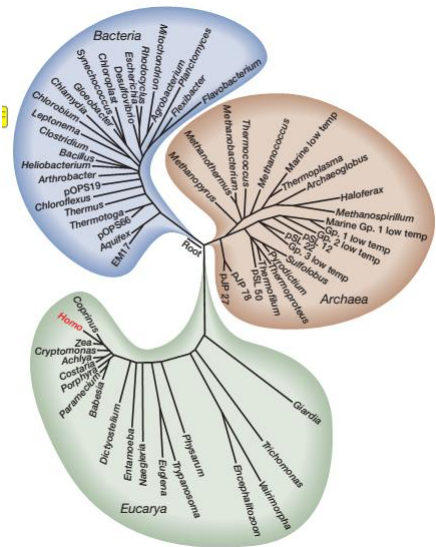 Bacteria
Mitochondrion
Rhodocyclus
Escherichia
Desulfovibrio
Chloroplast
Synechococcus
Gloeobacter
Chlamydia
Chlorobium
Leptonema
Clostridium
Bacillus
Heliobacterium
Arthrobacter
pOPS19
Chloroflexus
Thermus
Thermotoga
pOPS66
Aquifex
EM17
Planctomyces
Agrobacterium
Flexibacter
Flavobacterium
Root
Methanopyrus
Methanothermus
Methanobacterium
Thermococcus
Methanococcus
Marine low temp
Thermoplasma
Archaeoglobus
Haloferax
Methanospirillum
Marine Gp. 1 low temp
Gp. 1 low temp
Gp. 2 low temp
pSL 12
pSL 22
Gp. 3 low temp
Sulfolobus
Pyrodictium
Thermoproteus
Thermofilum
pSL 50
pJP 78
pJP 27
Archaea
Coprinus
Homo
Zea
Cryptomonas
Achlya
Costaria
Porphyra
Paramecium
Babesia
Dictyostelium
Entamoeba
Naegleria
Euglena
Trypanosoma
Physarum
Encephalitozoon
Vairimorpha
Trichomonas
Giardia
Eucarya